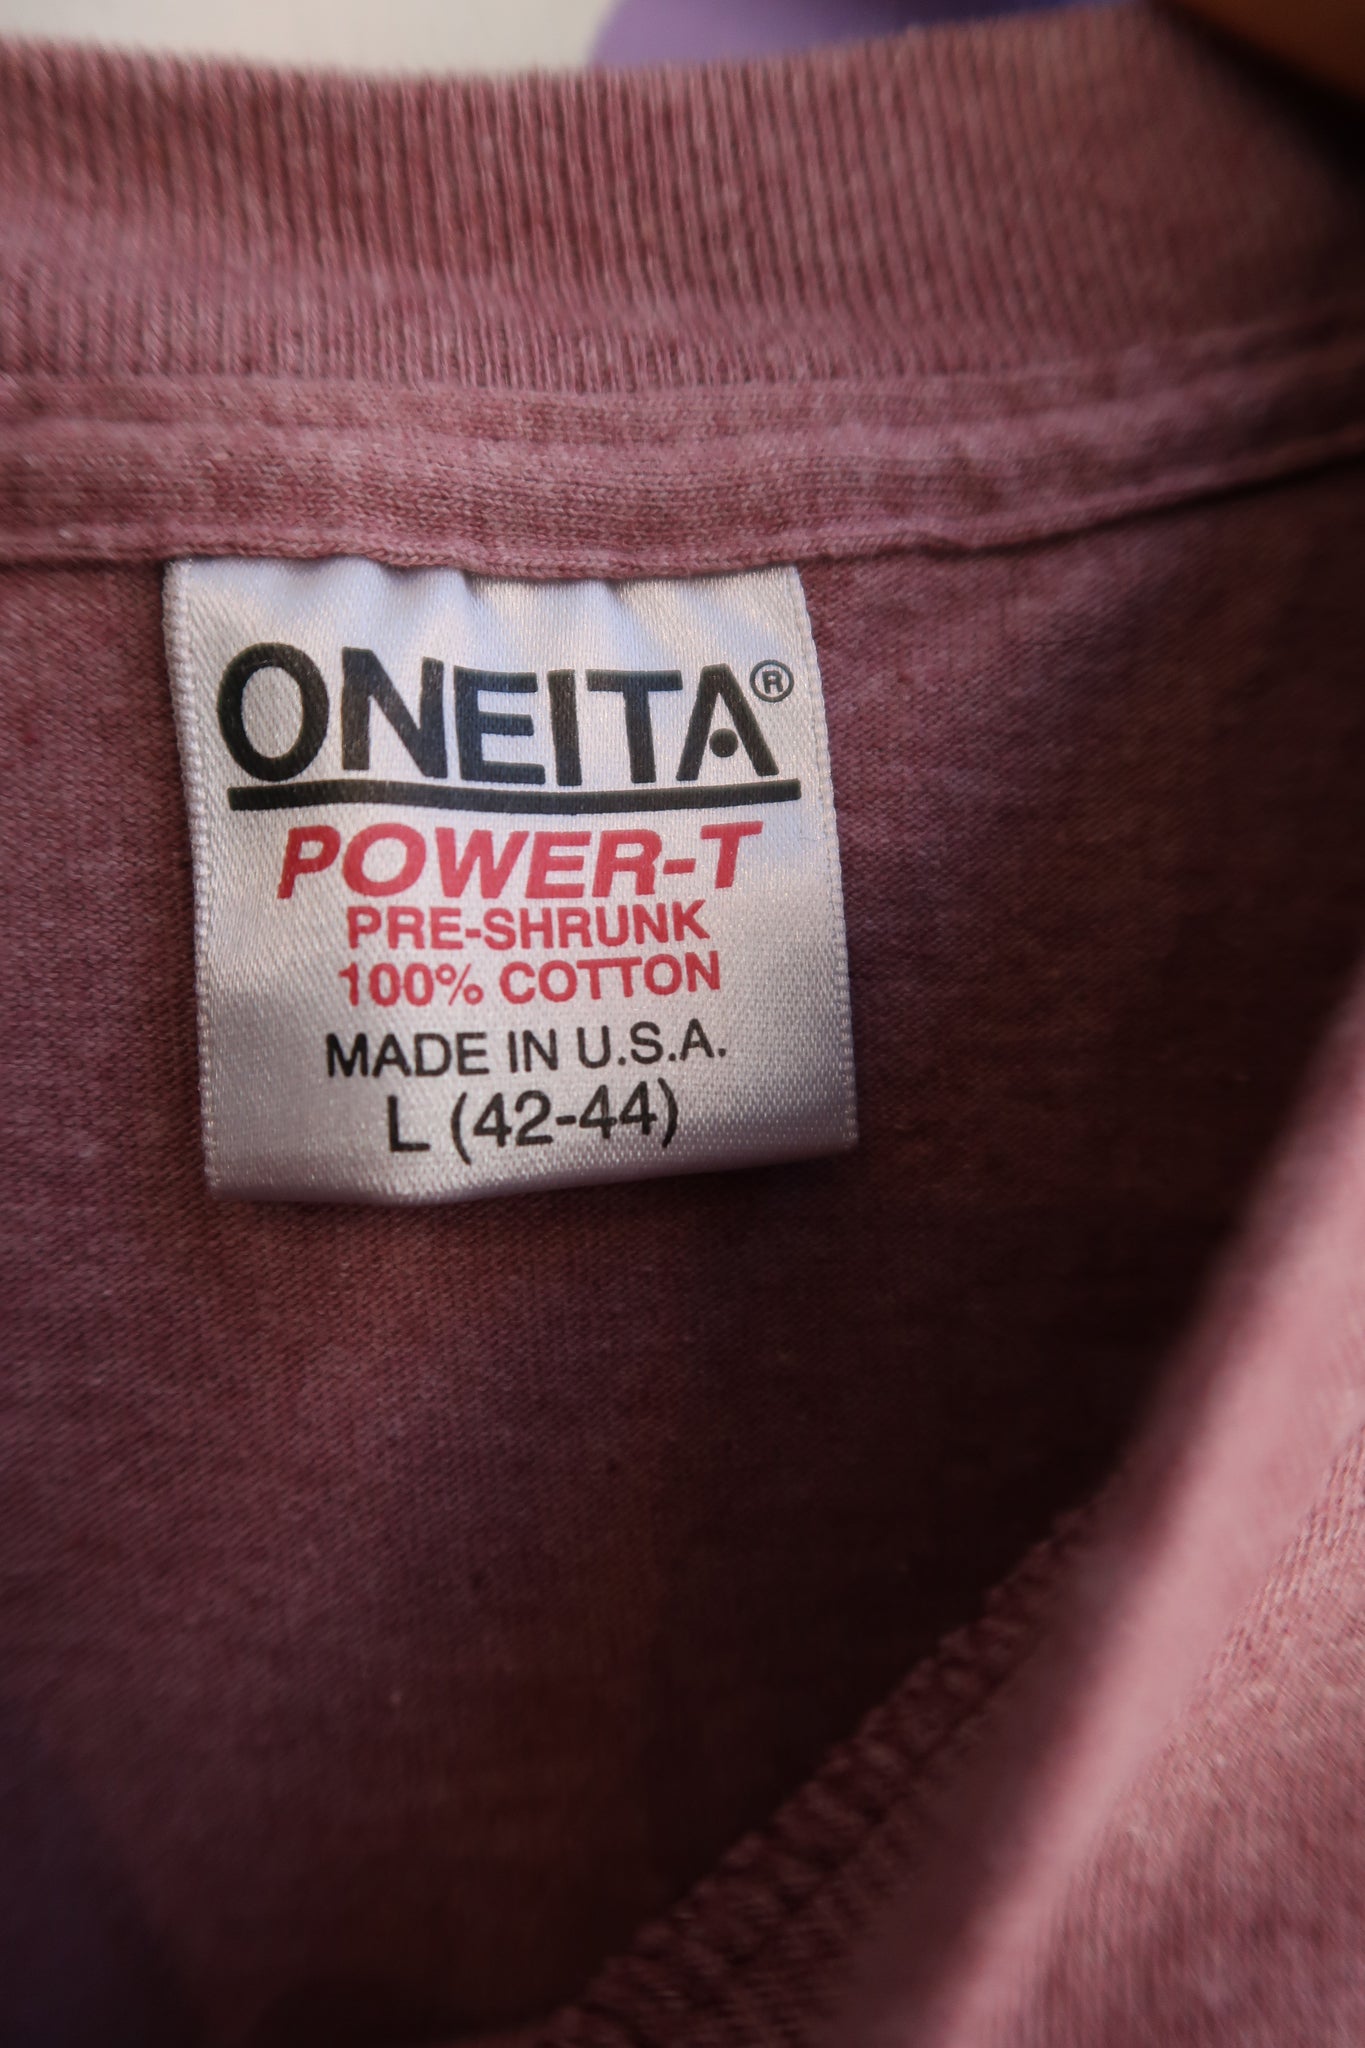 ONEITA®
POWER-T
PRE-SHRUNK
100% COTTON
MADE IN U.S.A.
L (42-44)